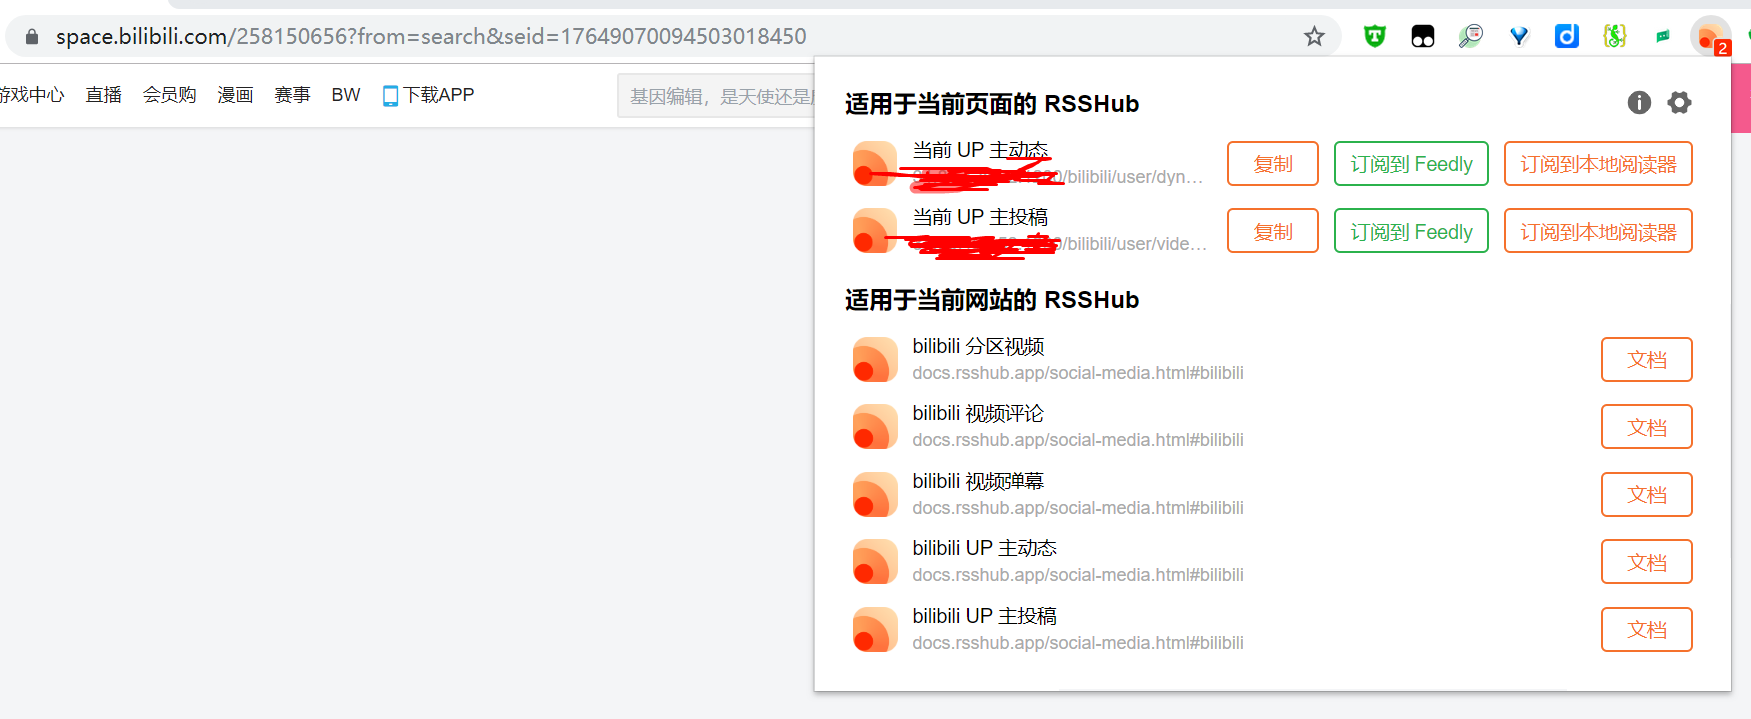 space.bilibili.com/258150656?from=search&seid=17649070094503018450
2
游戏中心 直播 会员购 漫画 赛事 BW 下载APP
基因编辑，是天使还是
适用于当前页面的 RSSHub
当前 UP 主动态
/bilibili/user/dyn...
复制 订阅到 Feedly 订阅到本地阅读器
当前 UP 主投稿
/bilibili/user/vide...
复制 订阅到 Feedly 订阅到本地阅读器
适用于当前网站的 RSSHub
bilibili 分区视频
docs.rsshub.app/social-media.html#bilibili
文档
bilibili 视频评论
docs.rsshub.app/social-media.html#bilibili
文档
bilibili 视频弹幕
docs.rsshub.app/social-media.html#bilibili
文档
bilibili UP 主动态
docs.rsshub.app/social-media.html#bilibili
文档
bilibili UP 主投稿
docs.rsshub.app/social-media.html#bilibili
文档